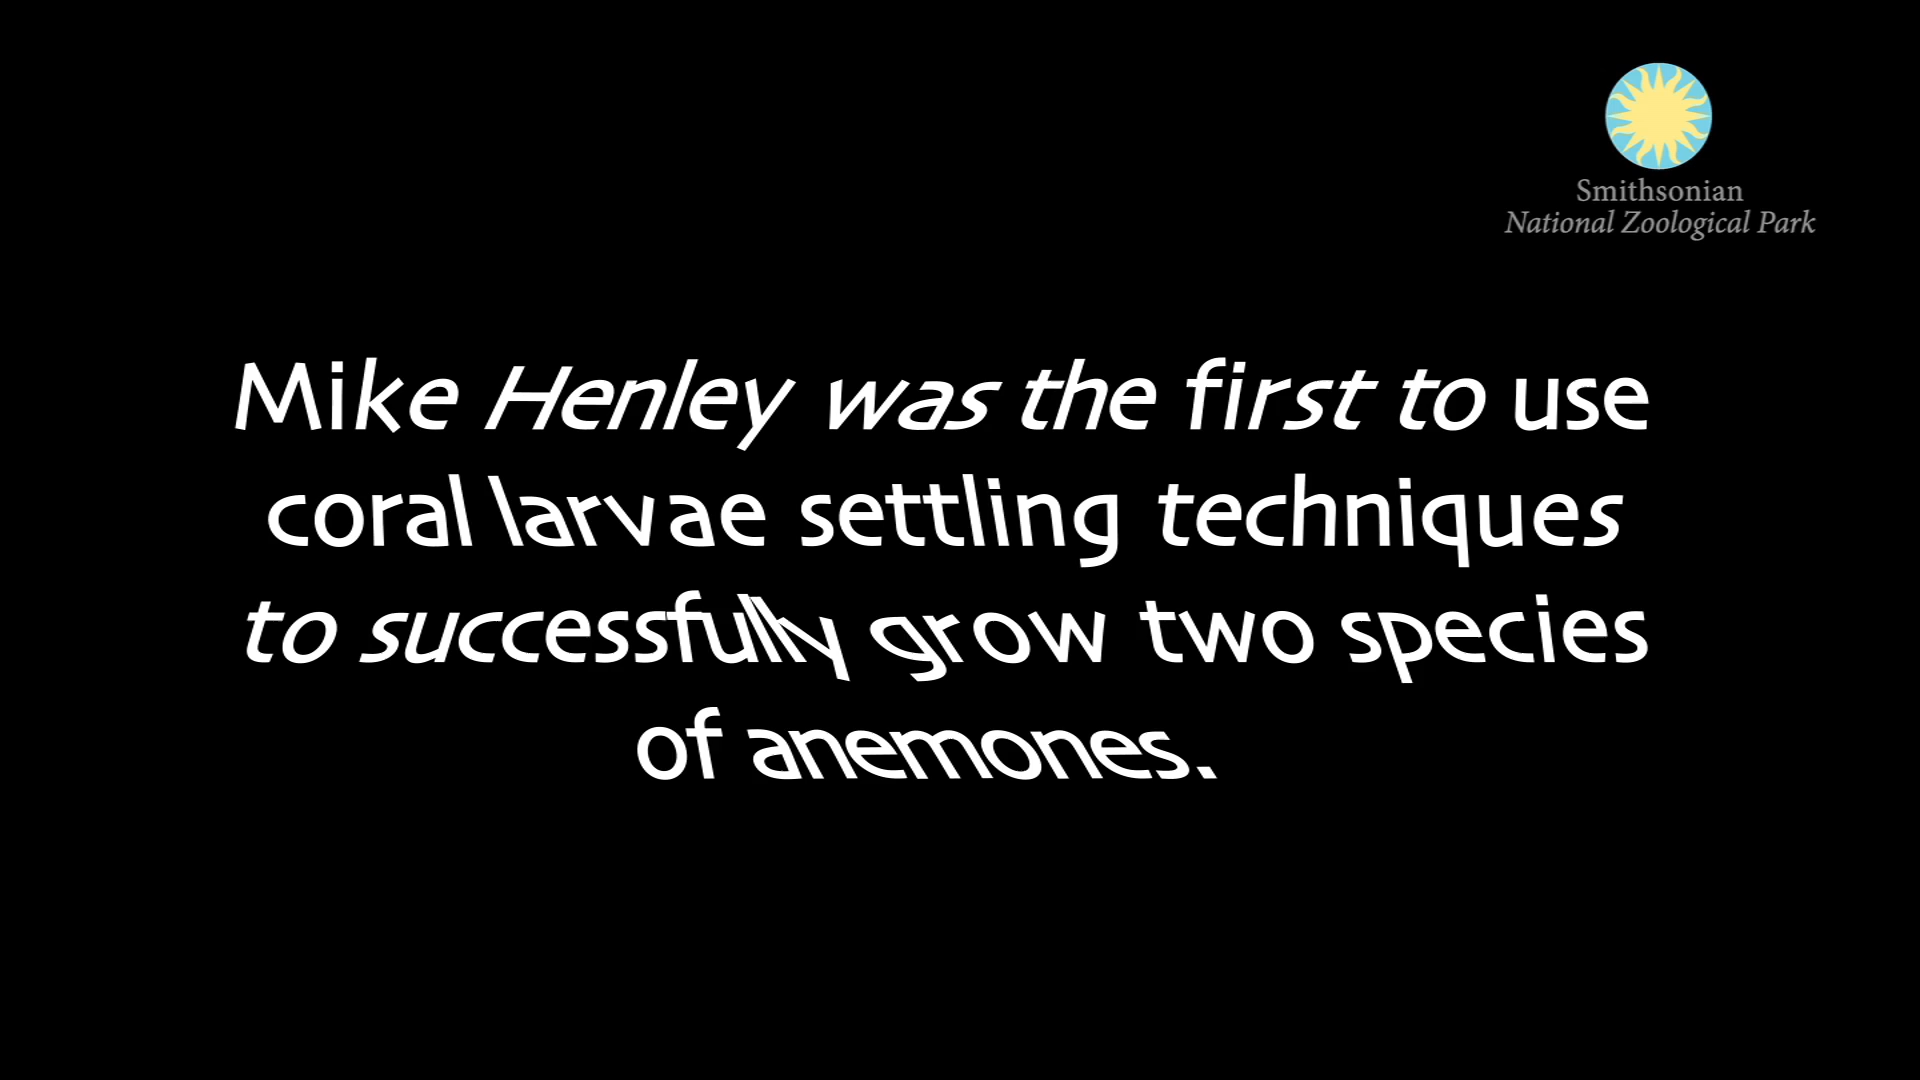 Smithsonian
National Zoological Park
Mike Henley was the first to use
coral larvae settling techniques
to successfully grow two species
of anemones.